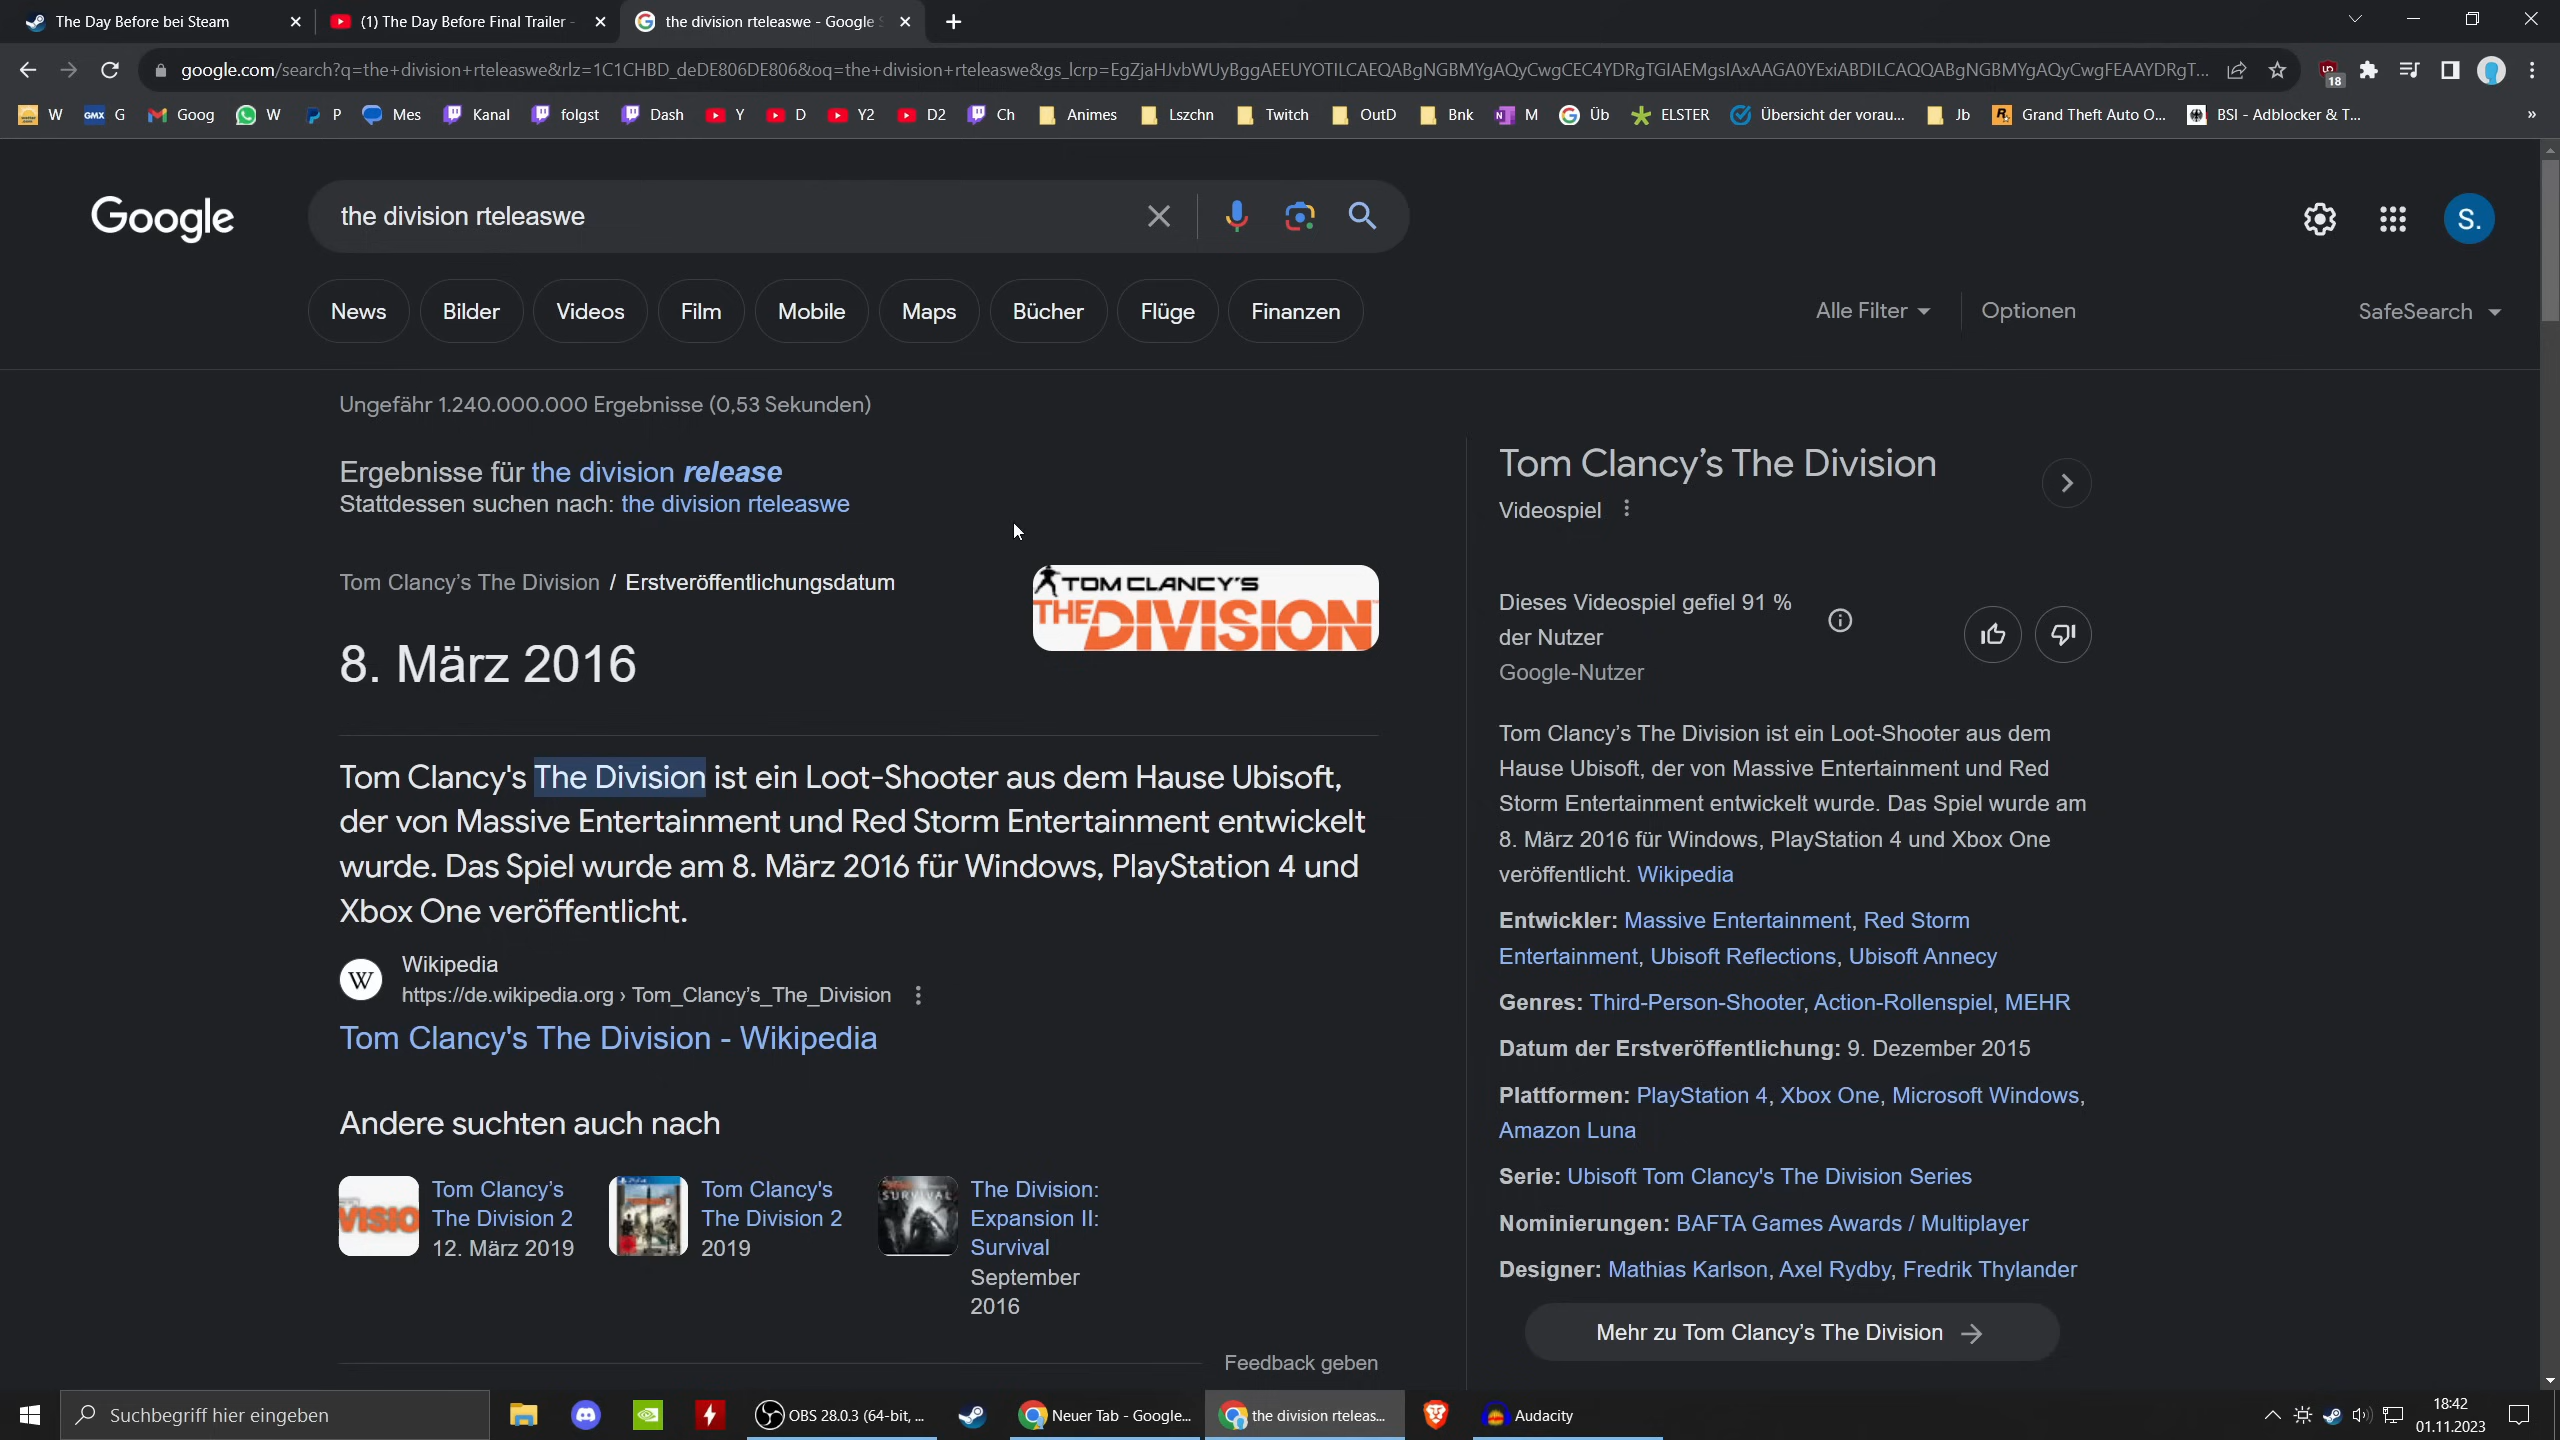 The Day Before bei Steam
(1) The Day Before Final Trailer -
the division rteleaswe - Google S
google.com/search?q=the+division+rteleaswe&rlz=1C1CHBD_deDE806DE806&oq=the+division+rteleaswe&gs_lcrp=EgZjaHJvbWUyBggAEEUYOTILCAEQABgNGBMYgAQyCwgCEC4YDRgTGIAEMgsIAxAAGA0YExiABDILCAQQABgNGBMYgAQyCwgFEAAYDRgT...
18
W
G
Goog
W
P
Mes
Kanal
folgst
Dash
Y
D
Y2
D2
Ch
Animes
Lszchn
Twitch
OutD
Bnk
M
Üb
ELSTER
Übersicht der vorau...
Jb
Grand Theft Auto O...
BSI - Adblocker & T...
»
Google
the division rteleaswe
S.
News
Bilder
Videos
Film
Mobile
Maps
Bücher
Flüge
Finanzen
Alle Filter
Optionen
SafeSearch
Ungefähr 1.240.000.000 Ergebnisse (0,53 Sekunden)
Ergebnisse für the division release
Stattdessen suchen nach: the division rteleaswe
Tom Clancy's The Division / Erstveröffentlichungsdatum
8. März 2016
TOM CLANCY'S
THE DIVISION
Tom Clancy's The Division ist ein Loot-Shooter aus dem Hause Ubisoft,
der von Massive Entertainment und Red Storm Entertainment entwickelt
wurde. Das Spiel wurde am 8. März 2016 für Windows, PlayStation 4 und
Xbox One veröffentlicht.
W
Wikipedia
https://de.wikipedia.org › Tom_Clancy's_The_Division
Tom Clancy's The Division - Wikipedia
Andere suchten auch nach
VISIO
Tom Clancy's
The Division 2
12. März 2019
Tom Clancy's
The Division 2
2019
SURVIVAL
The Division:
Expansion II:
Survival
September
2016
Feedback geben
Tom Clancy's The Division
Videospiel
Dieses Videospiel gefiel 91 %
der Nutzer
Google-Nutzer
Tom Clancy's The Division ist ein Loot-Shooter aus dem
Hause Ubisoft, der von Massive Entertainment und Red
Storm Entertainment entwickelt wurde. Das Spiel wurde am
8. März 2016 für Windows, PlayStation 4 und Xbox One
veröffentlicht. Wikipedia
Entwickler: Massive Entertainment, Red Storm
Entertainment, Ubisoft Reflections, Ubisoft Annecy
Genres: Third-Person-Shooter, Action-Rollenspiel, MEHR
Datum der Erstveröffentlichung: 9. Dezember 2015
Plattformen: PlayStation 4, Xbox One, Microsoft Windows,
Amazon Luna
Serie: Ubisoft Tom Clancy's The Division Series
Nominierungen: BAFTA Games Awards / Multiplayer
Designer: Mathias Karlson, Axel Rydby, Fredrik Thylander
Mehr zu Tom Clancy's The Division
Suchbegriff hier eingeben
OBS 28.0.3 (64-bit, ...
Neuer Tab - Google...
the division rteleas...
Audacity
18:42
01.11.2023